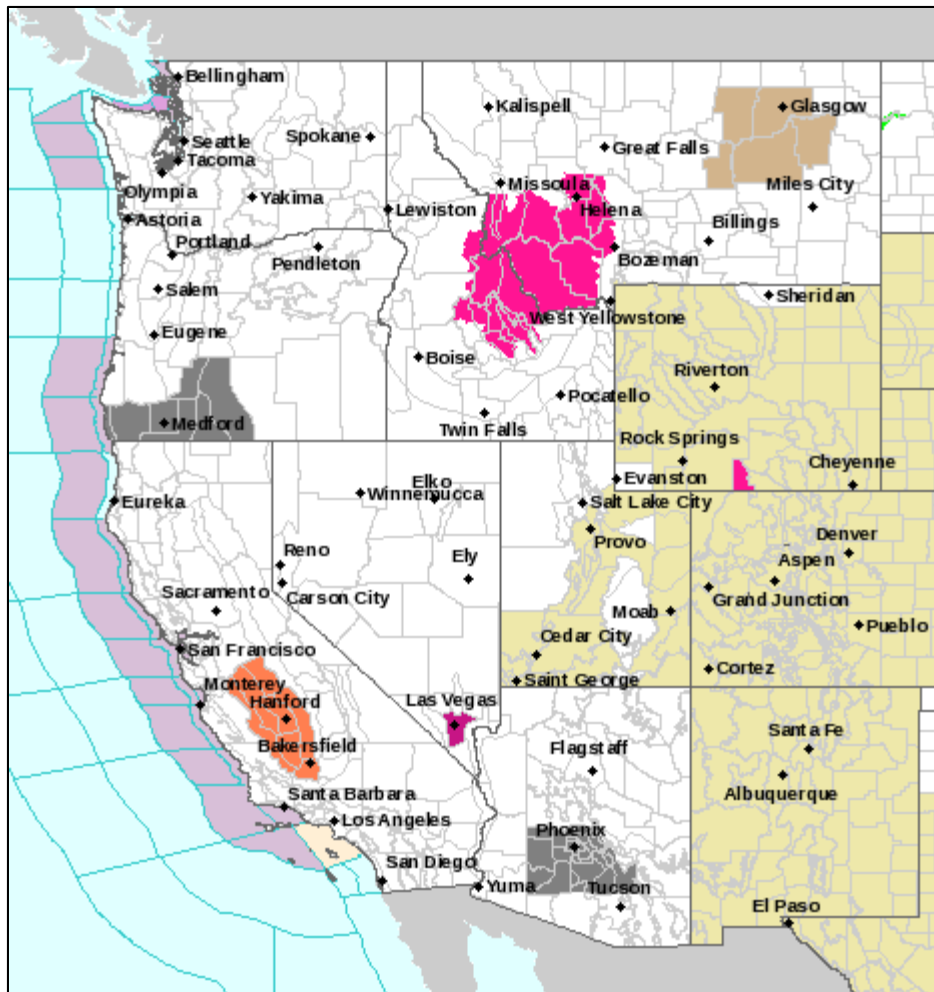 Bellingham
Kalispell
Glasgow
Seattle
Spokane
Great Falls
Tacoma
Olympia
Missoula
Miles City
Yakima
Lewiston
Helena
Astoria
Billings
Portland
Pendleton
Bozeman
Salem
Sheridan
West Yellowstone
Eugene
Boise
Riverton
Pocatello
Medford
Twin Falls
Rock Springs
Cheyenne
Evanston
Elko
Winnemucca
Eureka
Salt Lake City
Provo
Denver
Reno
Ely
Aspen
Sacramento
Carson City
Grand Junction
Moab
Pueblo
Cedar City
San Francisco
Cortez
Saint George
Monterey
Hanford
Las Vegas
Bakersfield
Flagstaff
Santa Fe
Albuquerque
Santa Barbara
Los Angeles
Phoenix
San Diego
Yuma
Tucson
El Paso